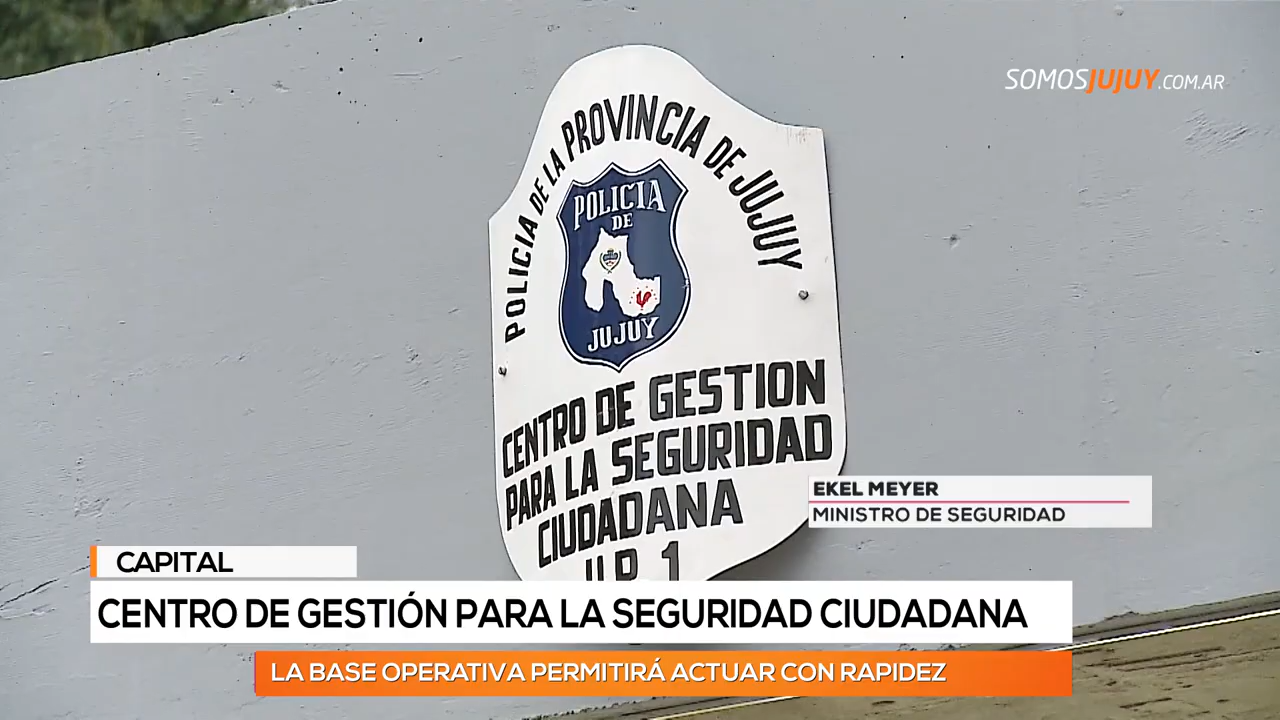 SOMOSJUJUY.COM.AR
POLICIA DE LA PROVINCIA DE JUJUY
POLICIA
DE
JUJUY
CENTRO DE GESTION
PARA LA SEGURIDAD
CIUDADANA
U.R. 1
EKEL MEYER
MINISTRO DE SEGURIDAD
CAPITAL
CENTRO DE GESTIÓN PARA LA SEGURIDAD CIUDADANA
LA BASE OPERATIVA PERMITIRÁ ACTUAR CON RAPIDEZ